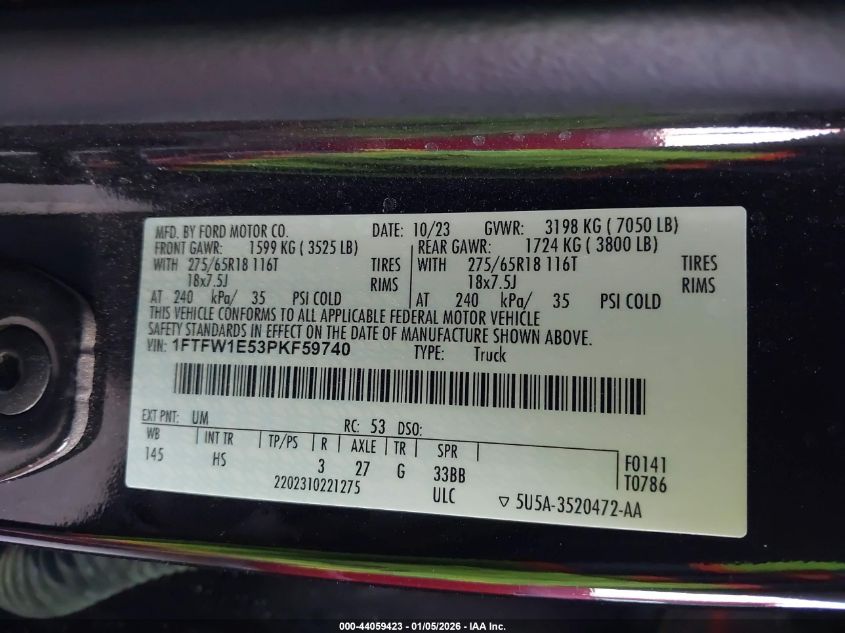 MFD. BY FORD MOTOR CO. DATE: 10/23 GVWR: 3198 KG ( 7050 LB)
FRONT GAWR: 1599 KG ( 3525 LB) REAR GAWR: 1724 KG ( 3800 LB)
WITH 275/65R18 116T TIRES WITH 275/65R18 116T TIRES
18x7.5J RIMS 18x7.5J RIMS
AT 240 kPa/ 35 PSI COLD AT 240 kPa/ 35 PSI COLD
THIS VEHICLE CONFORMS TO ALL APPLICABLE FEDERAL MOTOR VEHICLE
SAFETY STANDARDS IN EFFECT ON THE DATE OF MANUFACTURE SHOWN ABOVE.
VIN: 1FTFW1E53PKF59740 TYPE: Truck
EXT PNT: UM RC: 53 DSO:
WB INT TR TP/PS R AXLE TR SPR F0141
145 HS 3 27 G 33BB T0786
2202310221275 ULC ▽ 5U5A-3520472-AA
000-44059423 - 01/05/2026 - IAA Inc.